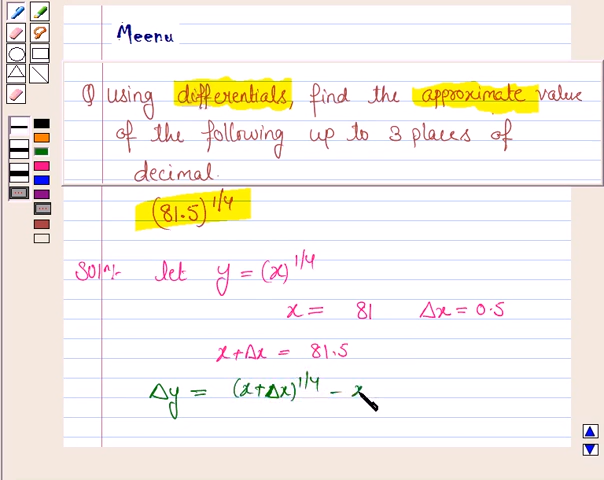 Meenu
Q Using differentials, find the approximate value
of the following up to 3 places of
decimal.
(81.5)^1/4
Soln:- let y = (x)^1/4
x = 81 Δx = 0.5
x+Δx = 81.5
Δy = (x+Δx)^1/4 - x